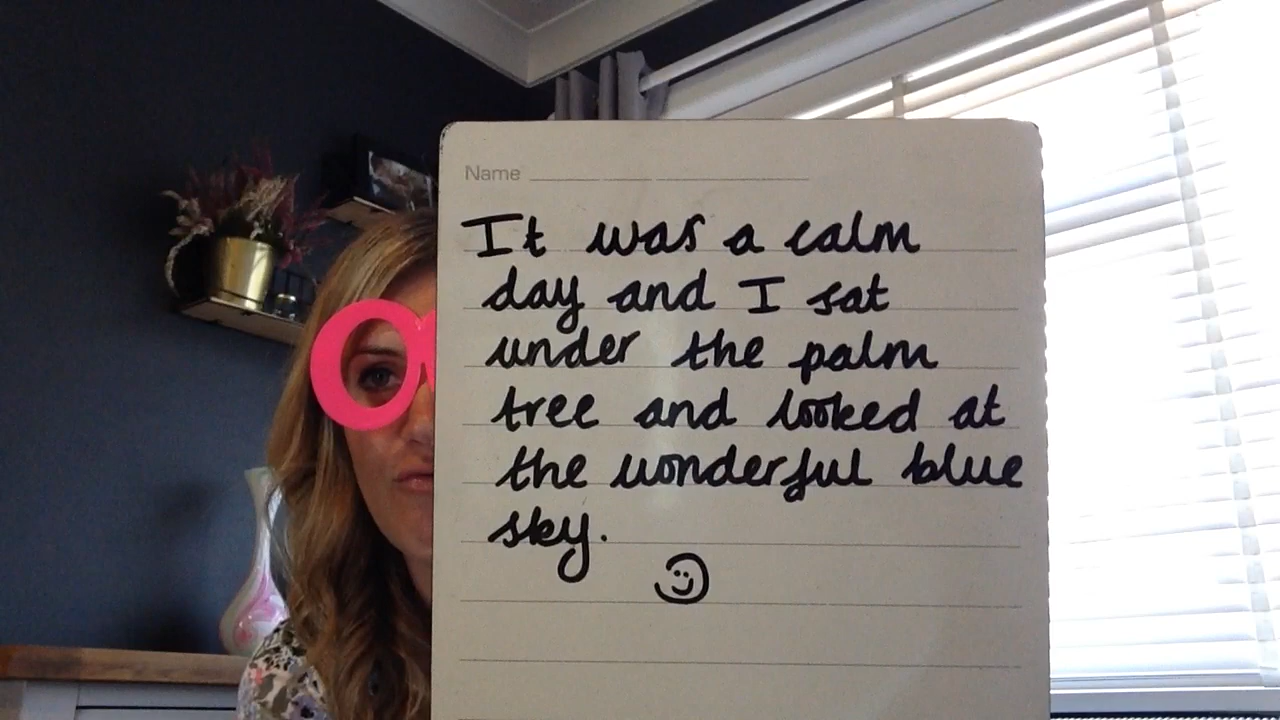 Name
It was a calm
day and I sat
under the palm
tree and looked at
the wonderful blue
sky.